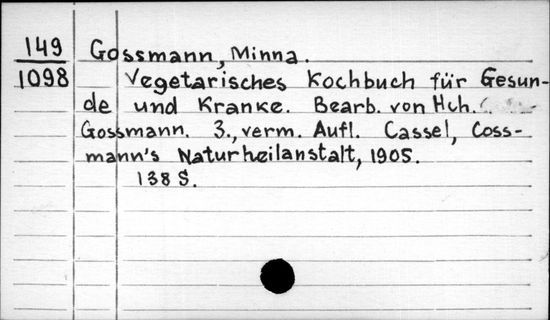 149 Gossmann, Minna.
1098 Vegetarisches Kochbuch für Gesun-
de und Kranke. Bearb. von Hch.
Gossmann. 3., verm. Aufl. Cassel, Coss-
mann's Naturheilanstalt, 1905.
138 S.